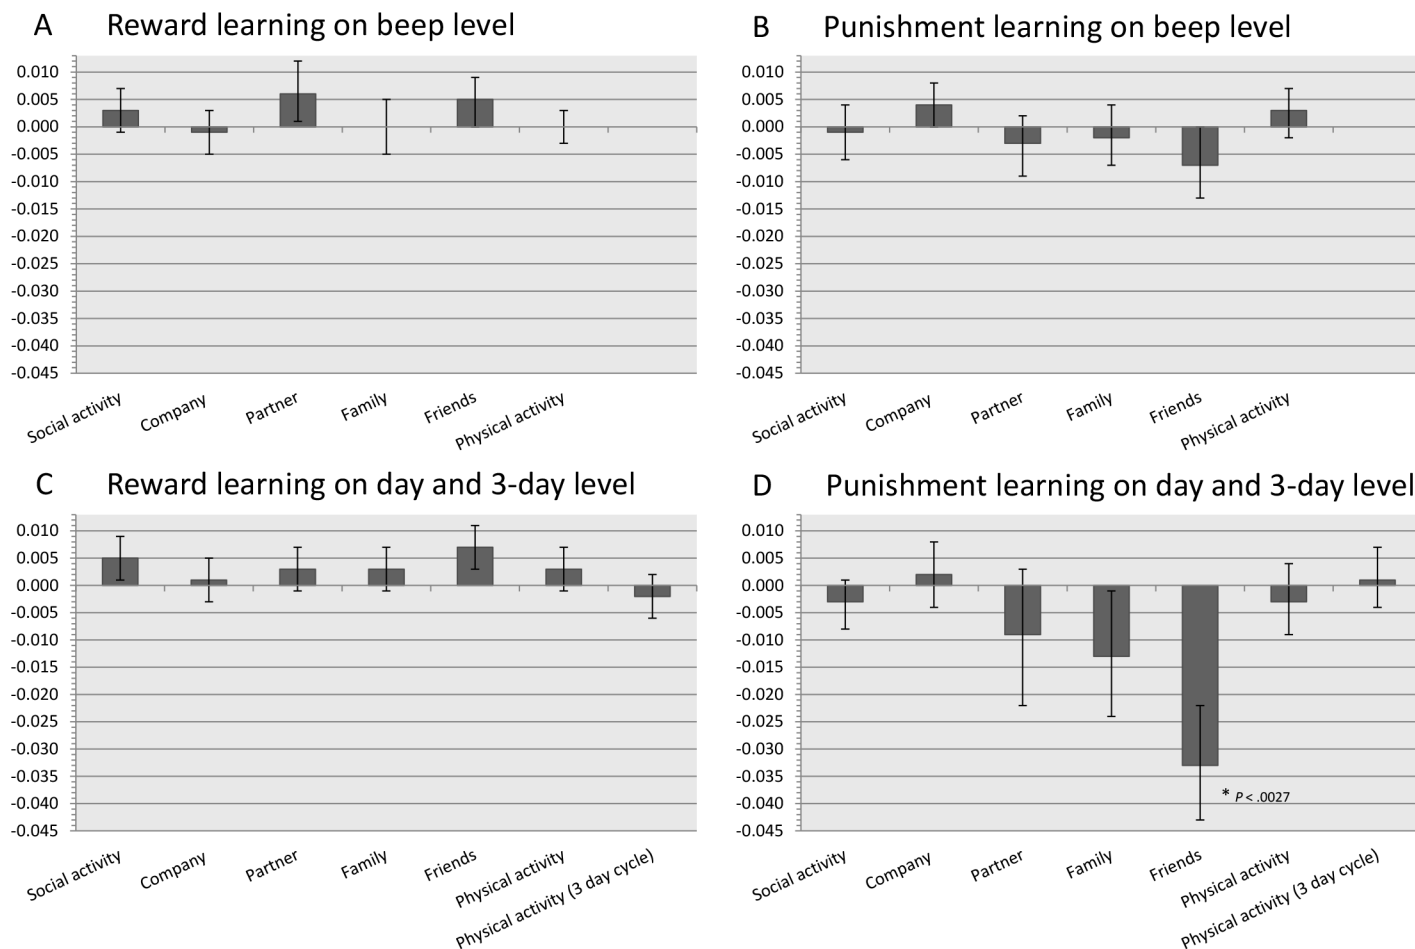 A Reward learning on beep level
0.010
0.005
0.000
-0.005
-0.010
-0.015
-0.020
-0.025
-0.030
-0.035
-0.040
-0.045
Social activity
Company
Partner
Family
Friends
Physical activity
B Punishment learning on beep level
0.010
0.005
0.000
-0.005
-0.010
-0.015
-0.020
-0.025
-0.030
-0.035
-0.040
-0.045
Social activity
Company
Partner
Family
Friends
Physical activity
C Reward learning on day and 3-day level
0.010
0.005
0.000
-0.005
-0.010
-0.015
-0.020
-0.025
-0.030
-0.035
-0.040
-0.045
Social activity
Company
Partner
Family
Friends
Physical activity
Physical activity (3 day cycle)
D Punishment learning on day and 3-day level
0.010
0.005
0.000
-0.005
-0.010
-0.015
-0.020
-0.025
-0.030
-0.035
-0.040
-0.045
* P < .0027
Social activity
Company
Partner
Family
Friends
Physical activity
Physical activity (3 day cycle)